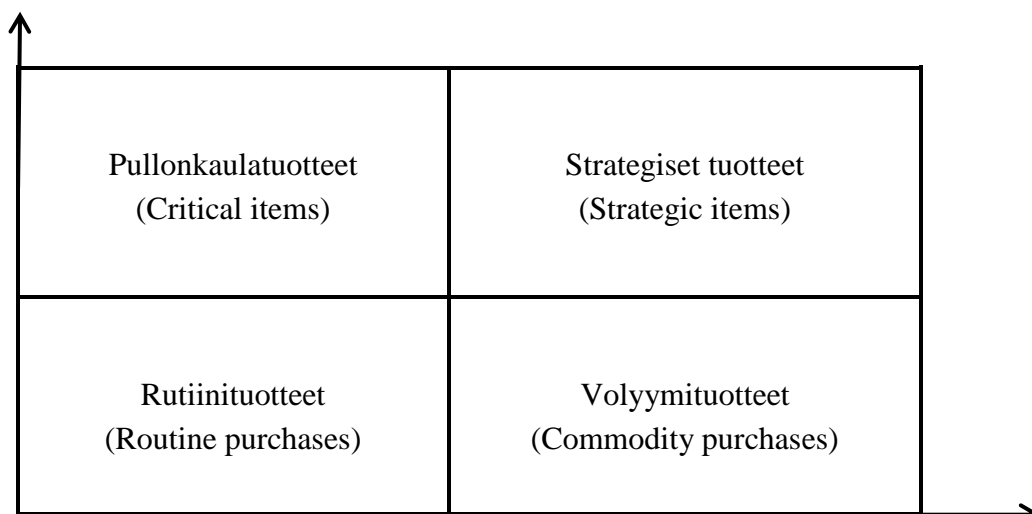 Pullonkaulatuotteet
(Critical items)
Strategiset tuotteet
(Strategic items)
Rutiinituotteet
(Routine purchases)
Volyymituotteet
(Commodity purchases)